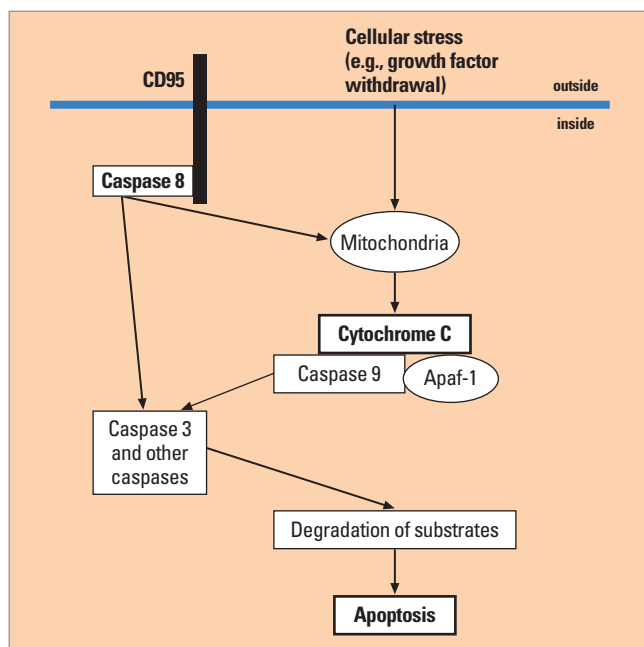 Cellular stress
(e.g., growth factor
withdrawal)
CD95
outside
inside
Caspase 8
Mitochondria
Cytochrome C
Caspase 9
Apaf-1
Caspase 3
and other
caspases
Degradation of substrates
Apoptosis